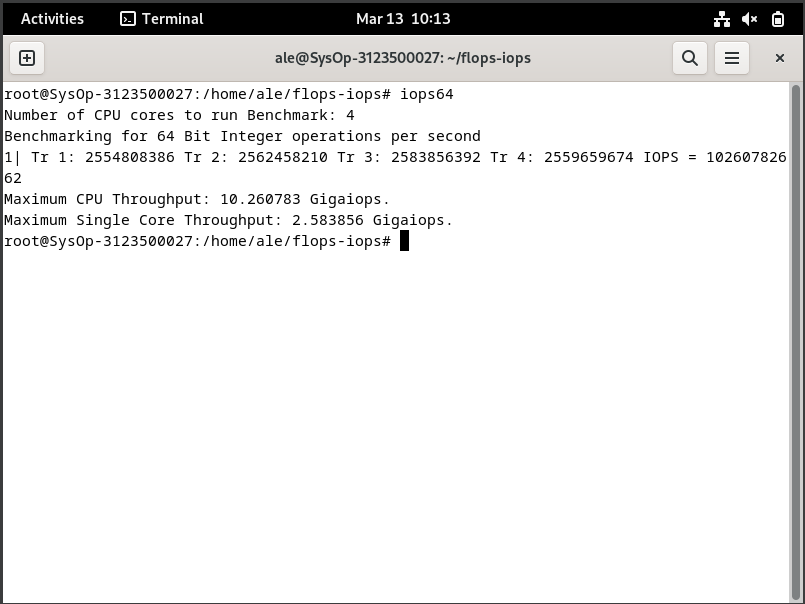 Activities Terminal Mar 13 10:13
ale@SysOp-3123500027: ~/flops-iops
root@SysOp-3123500027:/home/ale/flops-iops# iops64
Number of CPU cores to run Benchmark: 4
Benchmarking for 64 Bit Integer operations per second
1| Tr 1: 2554808386 Tr 2: 2562458210 Tr 3: 2583856392 Tr 4: 2559659674 IOPS = 102607826
62
Maximum CPU Throughput: 10.260783 Gigaiops.
Maximum Single Core Throughput: 2.583856 Gigaiops.
root@SysOp-3123500027:/home/ale/flops-iops#